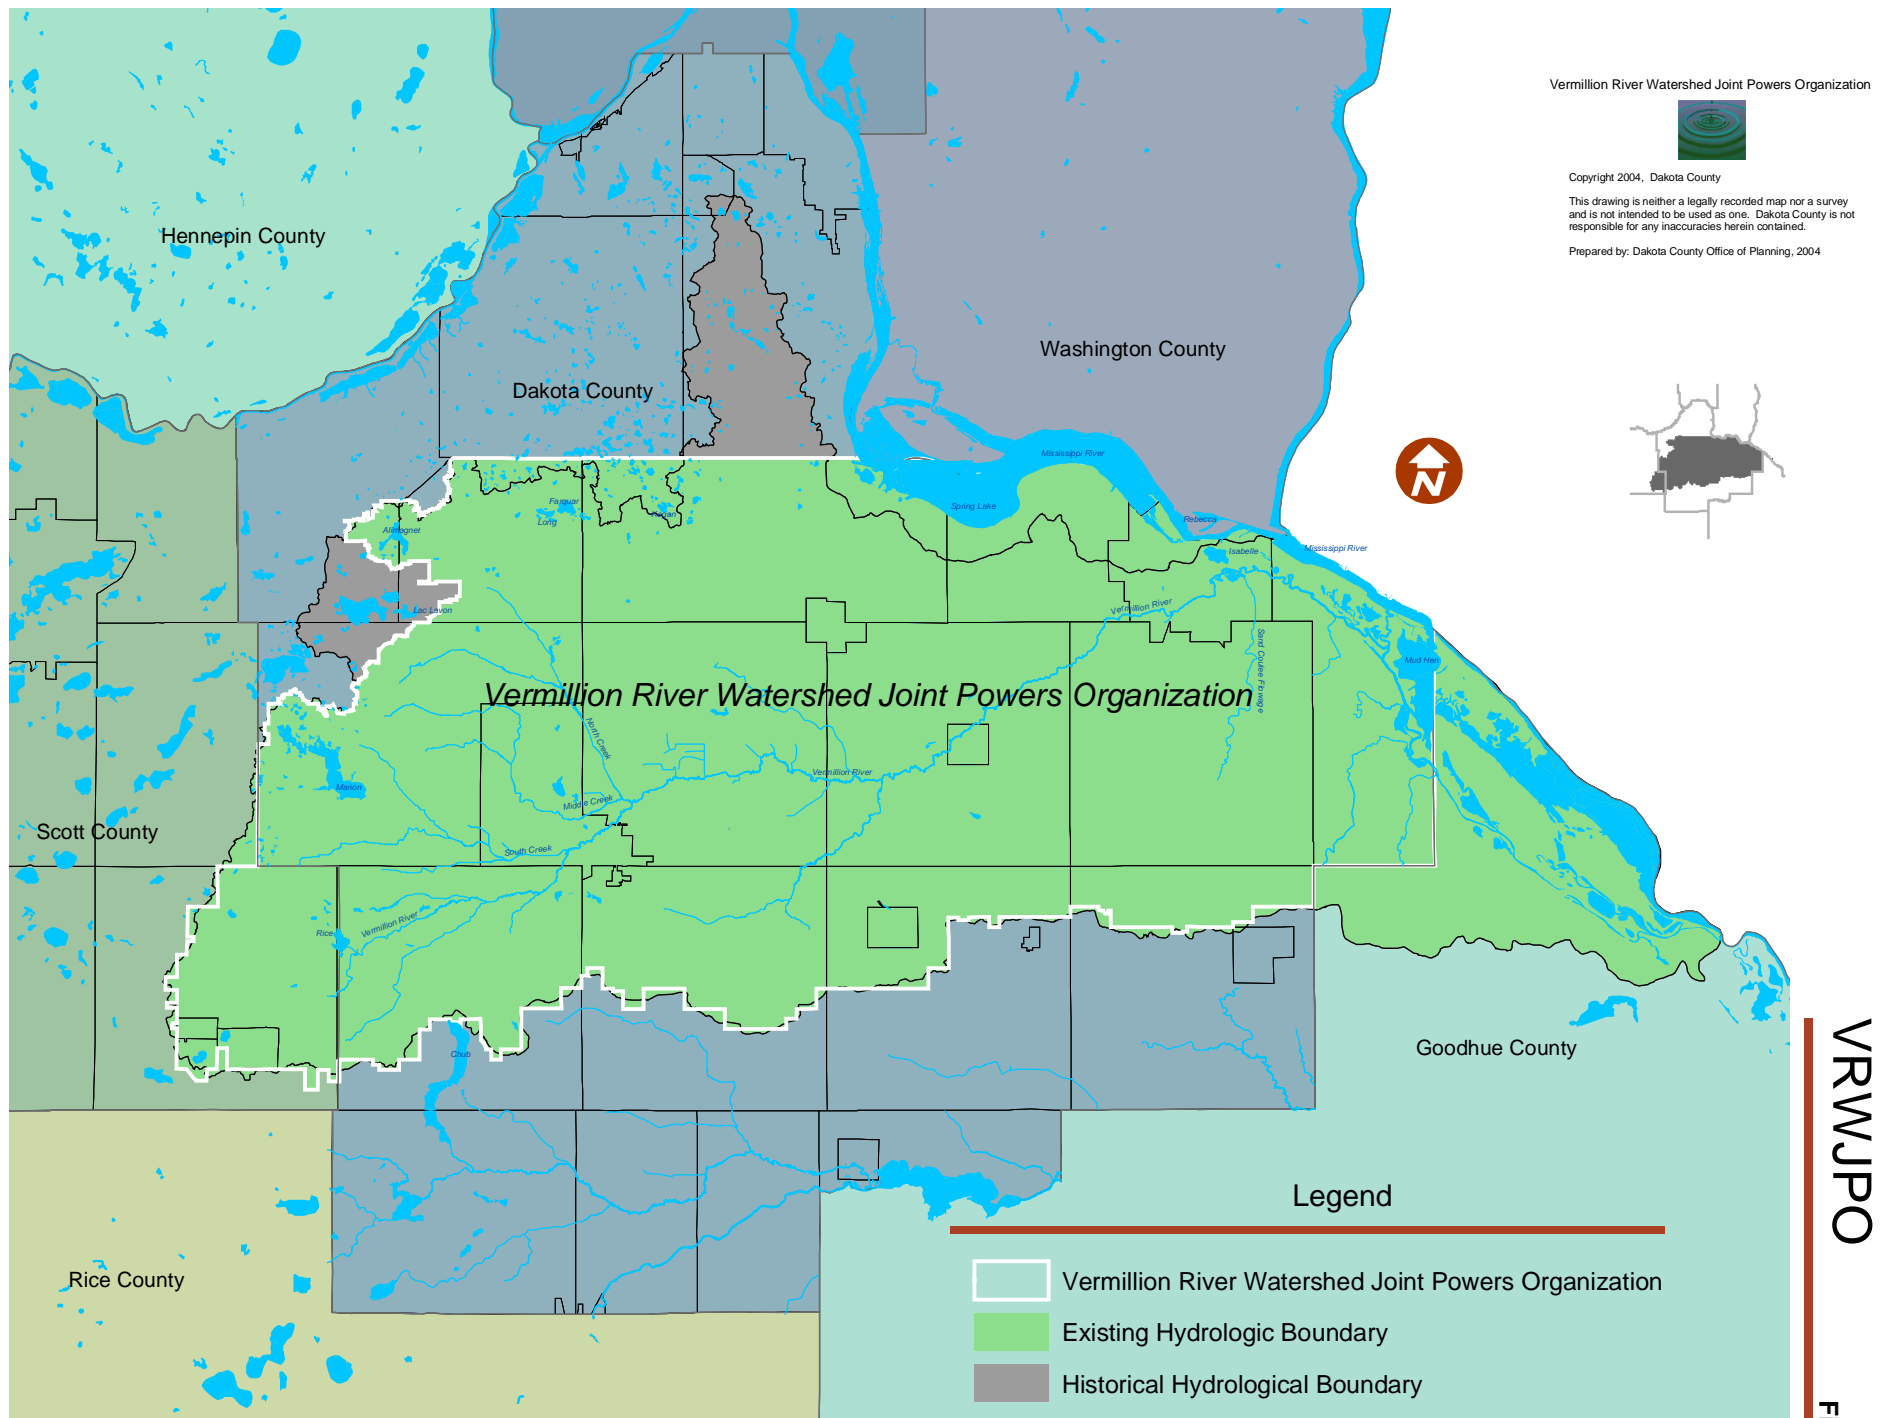 Vermillion River Watershed Joint Powers Organization
Copyright 2004, Dakota County
This drawing is neither a legally recorded map nor a survey
and is not intended to be used as one. Dakota County is not
responsible for any inaccuracies herein contained.
Prepared by: Dakota County Office of Planning, 2004
Hennepin County
Washington County
Dakota County
N
Mississippi River
Farquar
Long
Keegan
Spring Lake
Alimagnet
Rebecca
Isabelle
Mississippi River
Lac Lavon
Vermillion River
Sand Coulee Flowage
Mud Hen
Vermillion River Watershed Joint Powers Organization
North Creek
Vermillion River
Marion
Middle Creek
Scott County
South Creek
Vermillion River
Rice
Chub
Goodhue County
VRWJPO
Rice County
Legend
Vermillion River Watershed Joint Powers Organization
Existing Hydrologic Boundary
Historical Hydrological Boundary